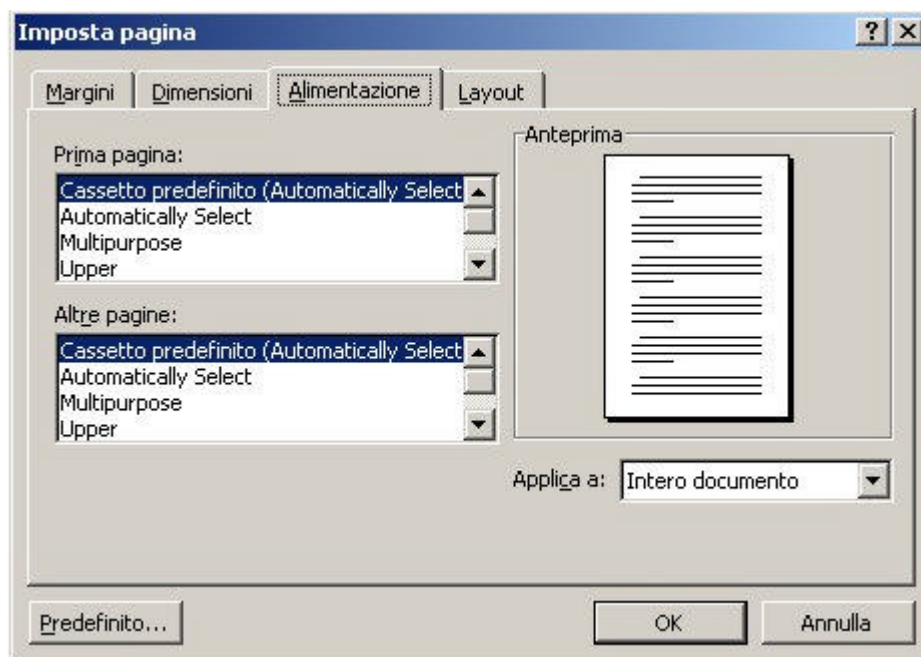 Imposta pagina
Margini Dimensioni Alimentazione Layout
Prima pagina:
Cassetto predefinito (Automatically Select
Automatically Select
Multipurpose
Upper
Altre pagine:
Cassetto predefinito (Automatically Select
Automatically Select
Multipurpose
Upper
Anteprima
Applica a: Intero documento
Predefinito... OK Annulla